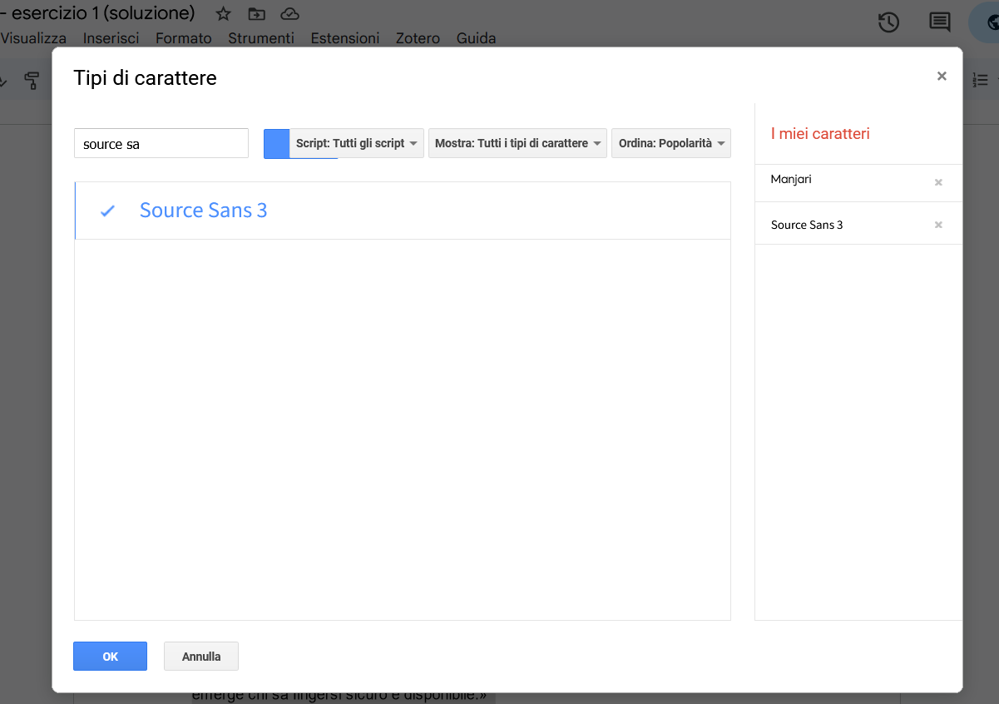 - esercizio 1 (soluzione)
Visualizza Inserisci Formato Strumenti Estensioni Zotero Guida
Tipi di carattere
source sa
Script: Tutti gli script
Mostra: Tutti i tipi di carattere
Ordina: Popolarità
Source Sans 3
I miei caratteri
Manjari
Source Sans 3
OK
Annulla
emerge chi sa fingersi sicuro e disponibile.»